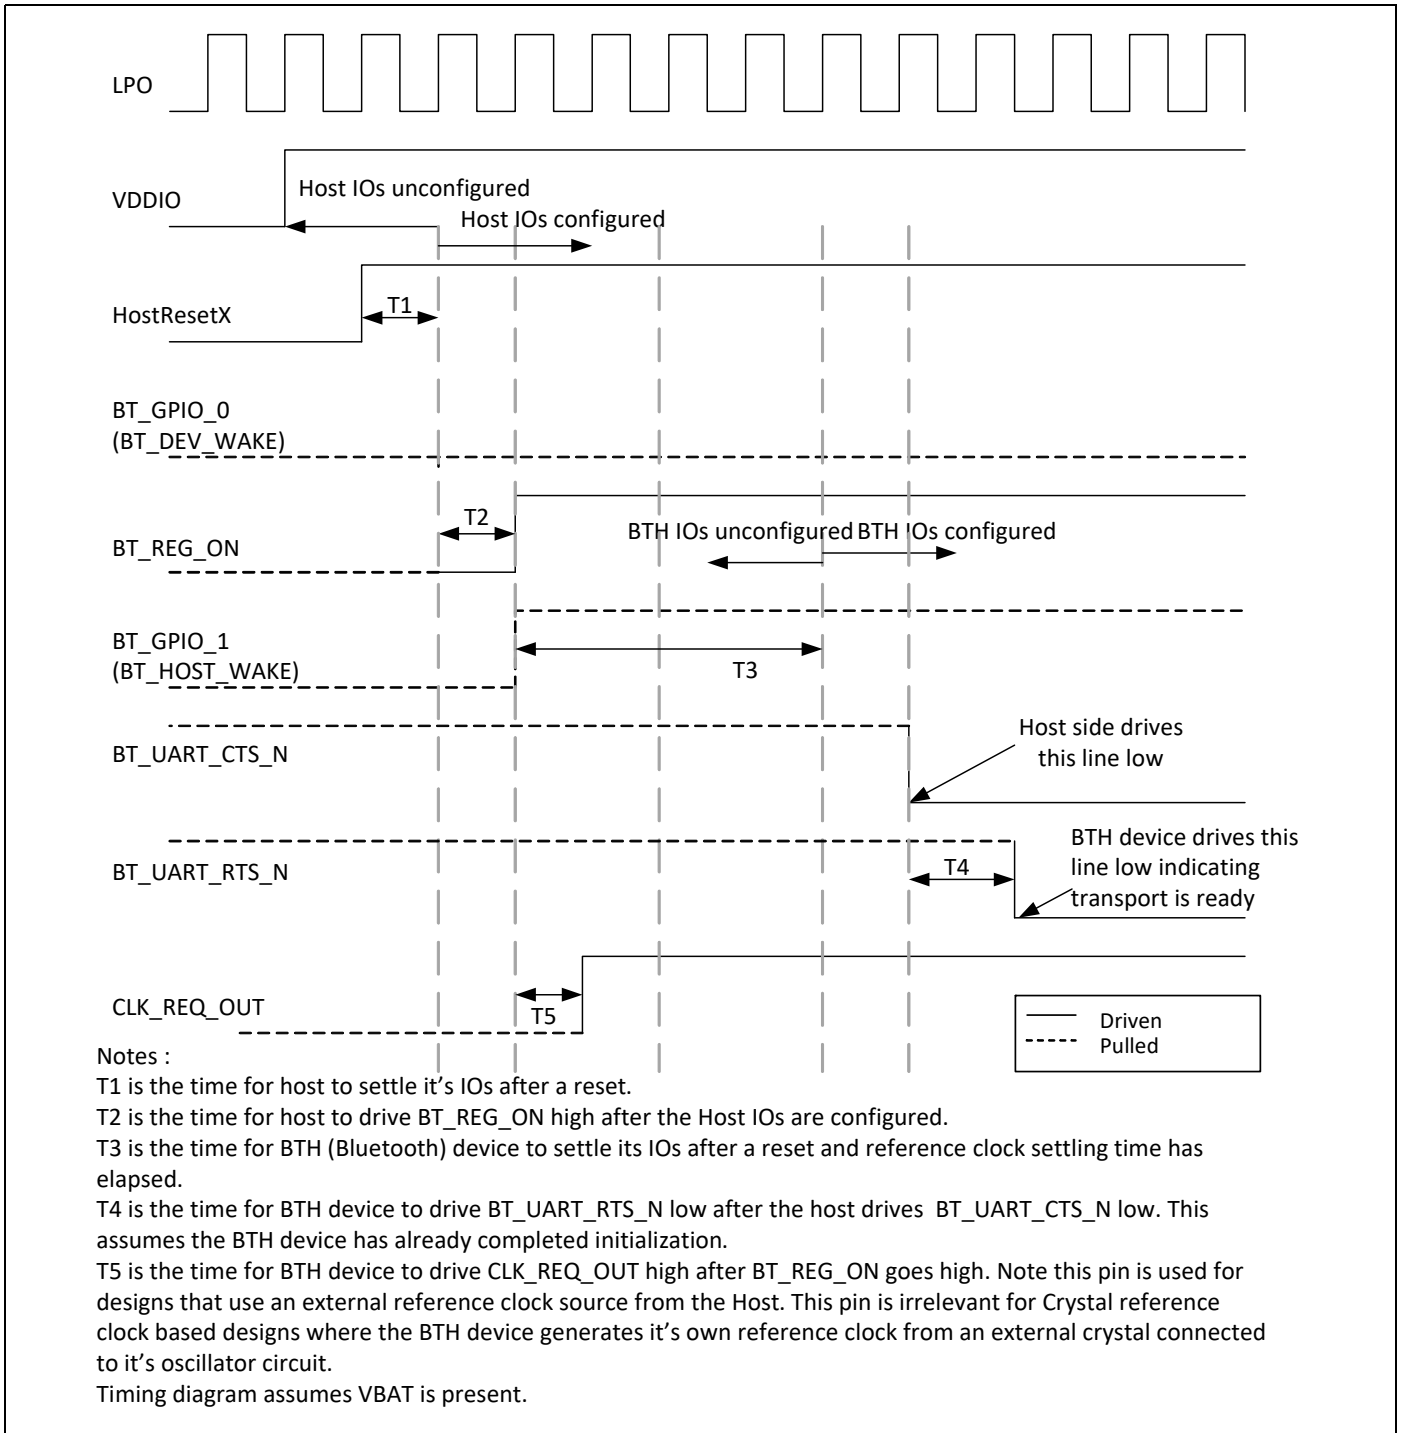 LPO
VDDIO
Host IOs unconfigured
Host IOs configured
HostResetX
T1
BT_GPIO_0
(BT_DEV_WAKE)
BT_REG_ON
T2
BTH IOs unconfigured
BTH IOs configured
BT_GPIO_1
(BT_HOST_WAKE)
T3
BT_UART_CTS_N
Host side drives
this line low
BT_UART_RTS_N
T4
BTH device drives this
line low indicating
transport is ready
CLK_REQ_OUT
T5
Driven
Pulled
Notes :
T1 is the time for host to settle it’s IOs after a reset.
T2 is the time for host to drive BT_REG_ON high after the Host IOs are configured.
T3 is the time for BTH (Bluetooth) device to settle its IOs after a reset and reference clock settling time has
elapsed.
T4 is the time for BTH device to drive BT_UART_RTS_N low after the host drives  BT_UART_CTS_N low. This
assumes the BTH device has already completed initialization.
T5 is the time for BTH device to drive CLK_REQ_OUT high after BT_REG_ON goes high. Note this pin is used for
designs that use an external reference clock source from the Host. This pin is irrelevant for Crystal reference
clock based designs where the BTH device generates it’s own reference clock from an external crystal connected
to it’s oscillator circuit.
Timing diagram assumes VBAT is present.